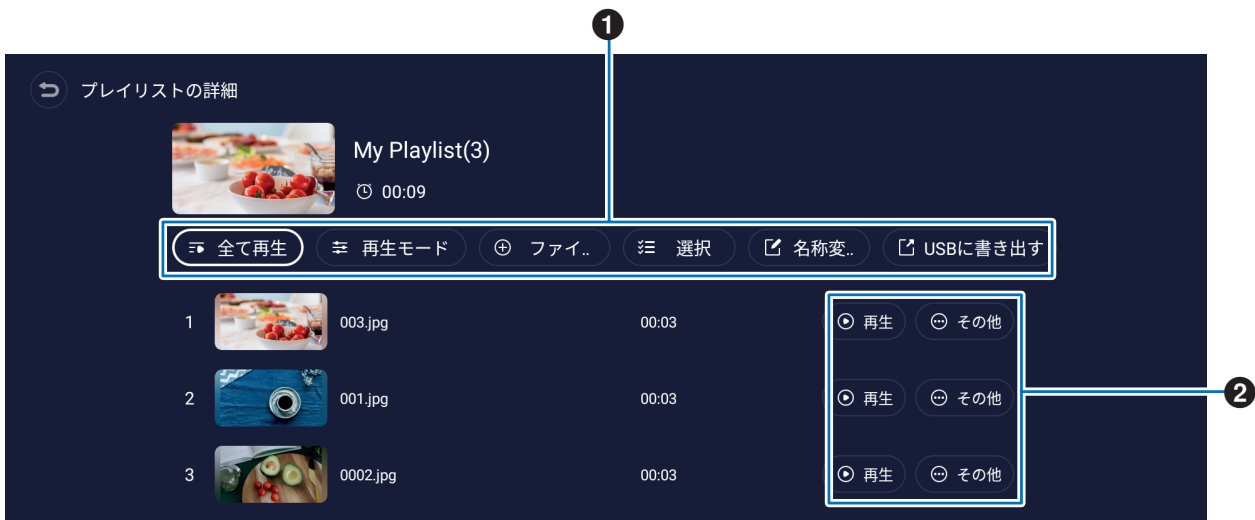 ❶
プレイリストの詳細
My Playlist(3)
00:09
全て再生 再生モード ファイ.. 選択 名称変.. USBに書き出す
1 003.jpg 00:03 再生 その他
2 001.jpg 00:03 再生 その他
❷
3 0002.jpg 00:03 再生 その他